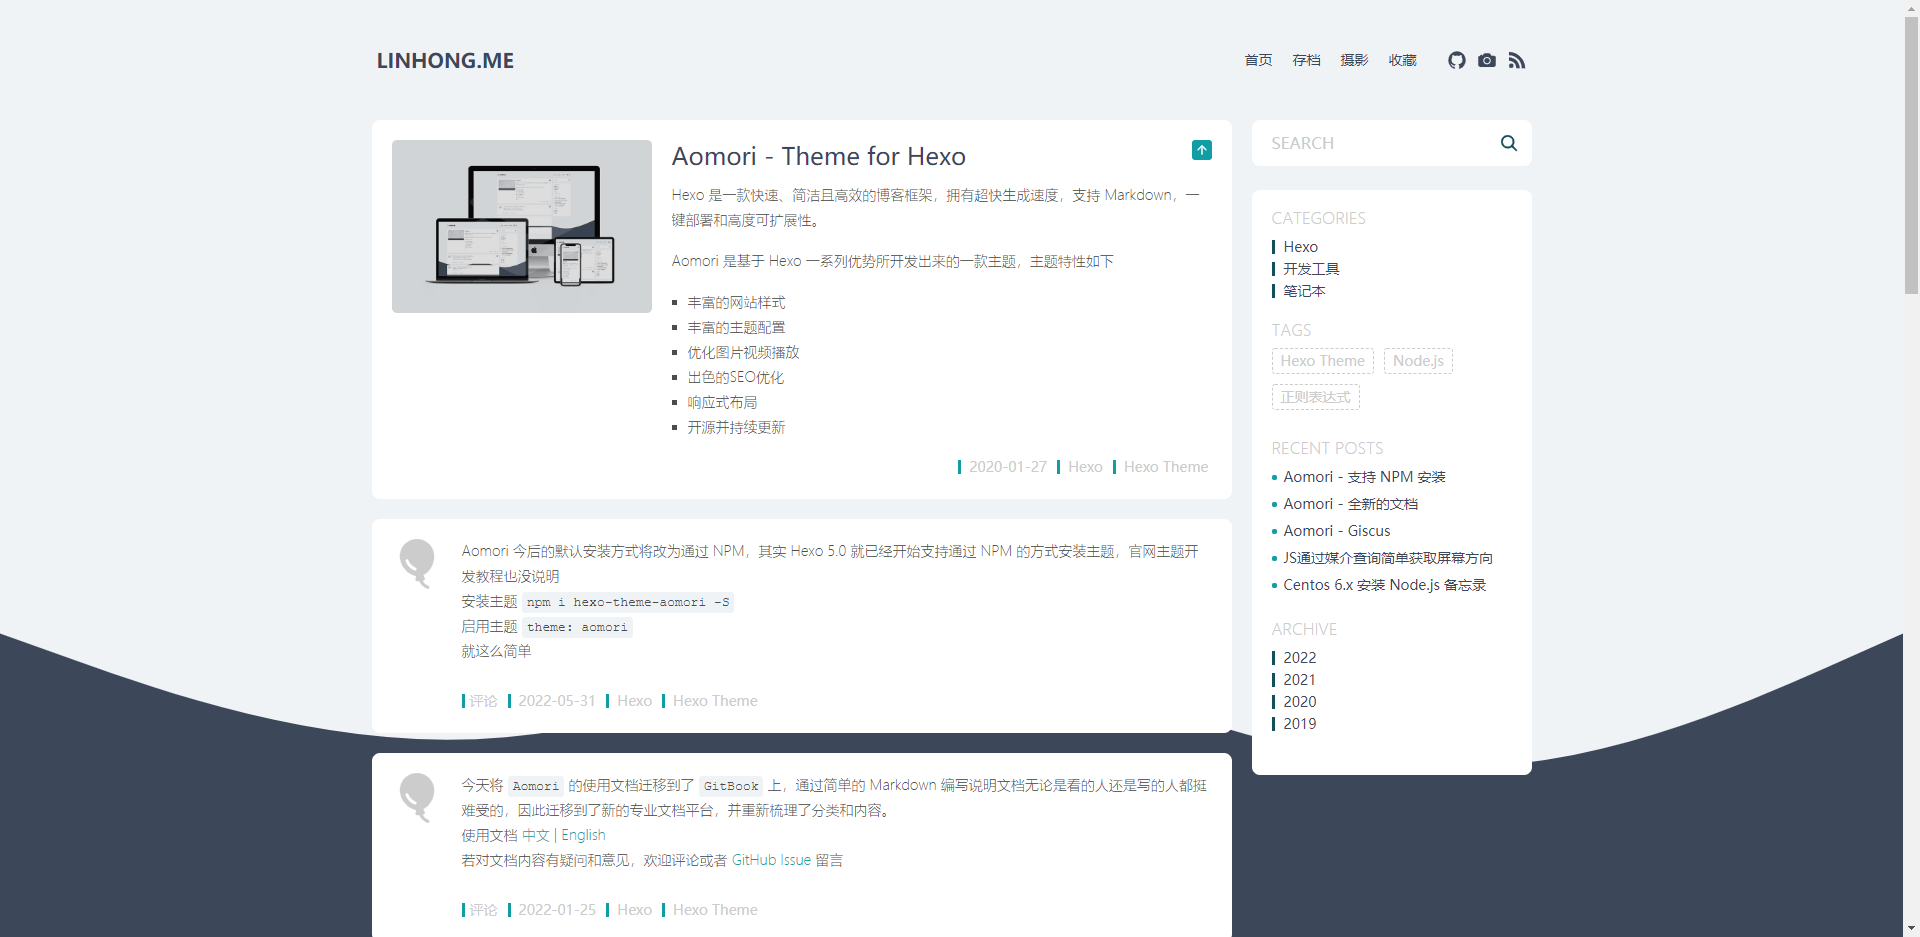 LINHONG.ME
首页 存档 摄影 收藏
Aomori - Theme for Hexo
Hexo 是一款快速、简洁且高效的博客框架，拥有超快生成速度，支持 Markdown，一
键部署和高度可扩展性。
Aomori 是基于 Hexo 一系列优势所开发出来的一款主题，主题特性如下
丰富的网站样式
丰富的主题配置
优化图片视频播放
出色的SEO优化
响应式布局
开源并持续更新
2020-01-27 Hexo Hexo Theme
Aomori 今后的默认安装方式将改为通过 NPM，其实 Hexo 5.0 就已经开始支持通过 NPM 的方式安装主题，官网主题开
发教程也没说明
安装主题 npm i hexo-theme-aomori -S
启用主题 theme: aomori
就这么简单
评论 2022-05-31 Hexo Hexo Theme
今天将 Aomori 的使用文档迁移到了 GitBook 上，通过简单的 Markdown 编写说明文档无论是看的人还是写的人都挺
难受的，因此迁移到了新的专业文档平台，并重新梳理了分类和内容。
使用文档 中文 | English
若对文档内容有疑问和意见，欢迎评论或者 GitHub Issue 留言
评论 2022-01-25 Hexo Hexo Theme
SEARCH
CATEGORIES
Hexo
开发工具
笔记本
TAGS
Hexo Theme Node.js
正则表达式
RECENT POSTS
Aomori - 支持 NPM 安装
Aomori - 全新的文档
Aomori - Giscus
JS通过媒介查询简单获取屏幕方向
Centos 6.x 安装 Node.js 备忘录
ARCHIVE
2022
2021
2020
2019